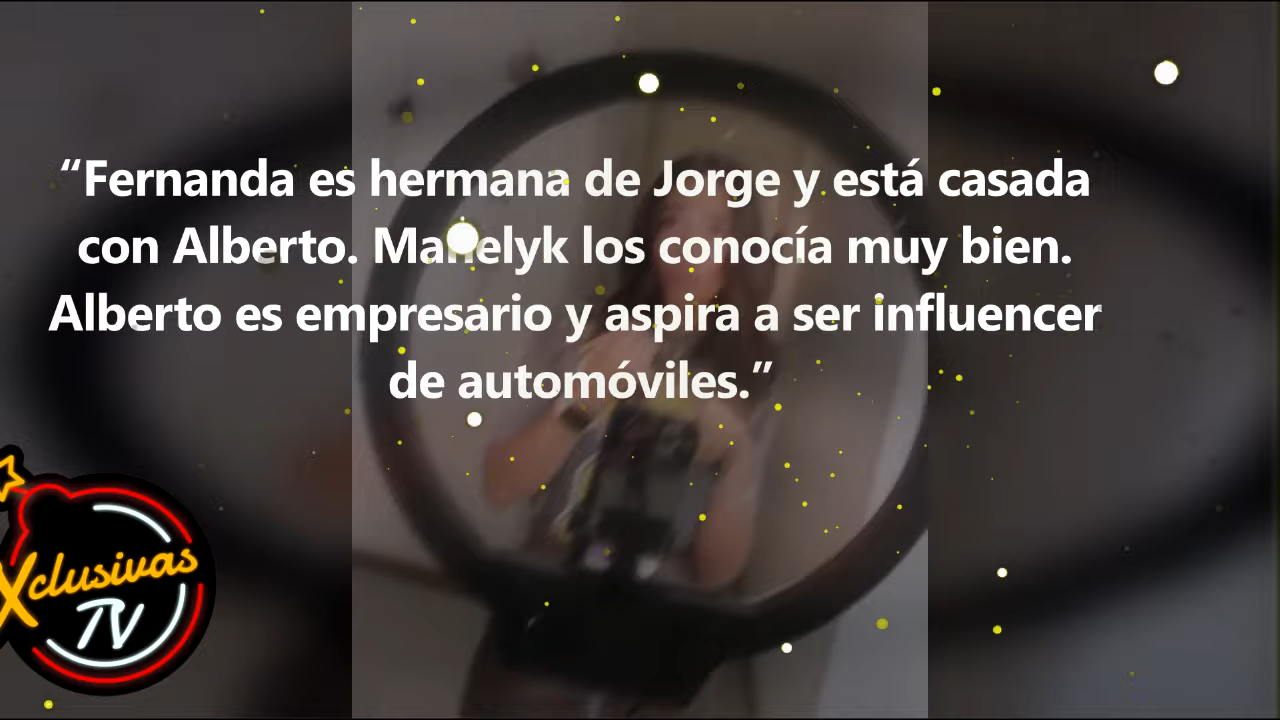 “Fernanda es hermana de Jorge y está casada
con Alberto. Manelyk los conocía muy bien.
Alberto es empresario y aspira a ser influencer
de automóviles.”
Xclusivas
TV